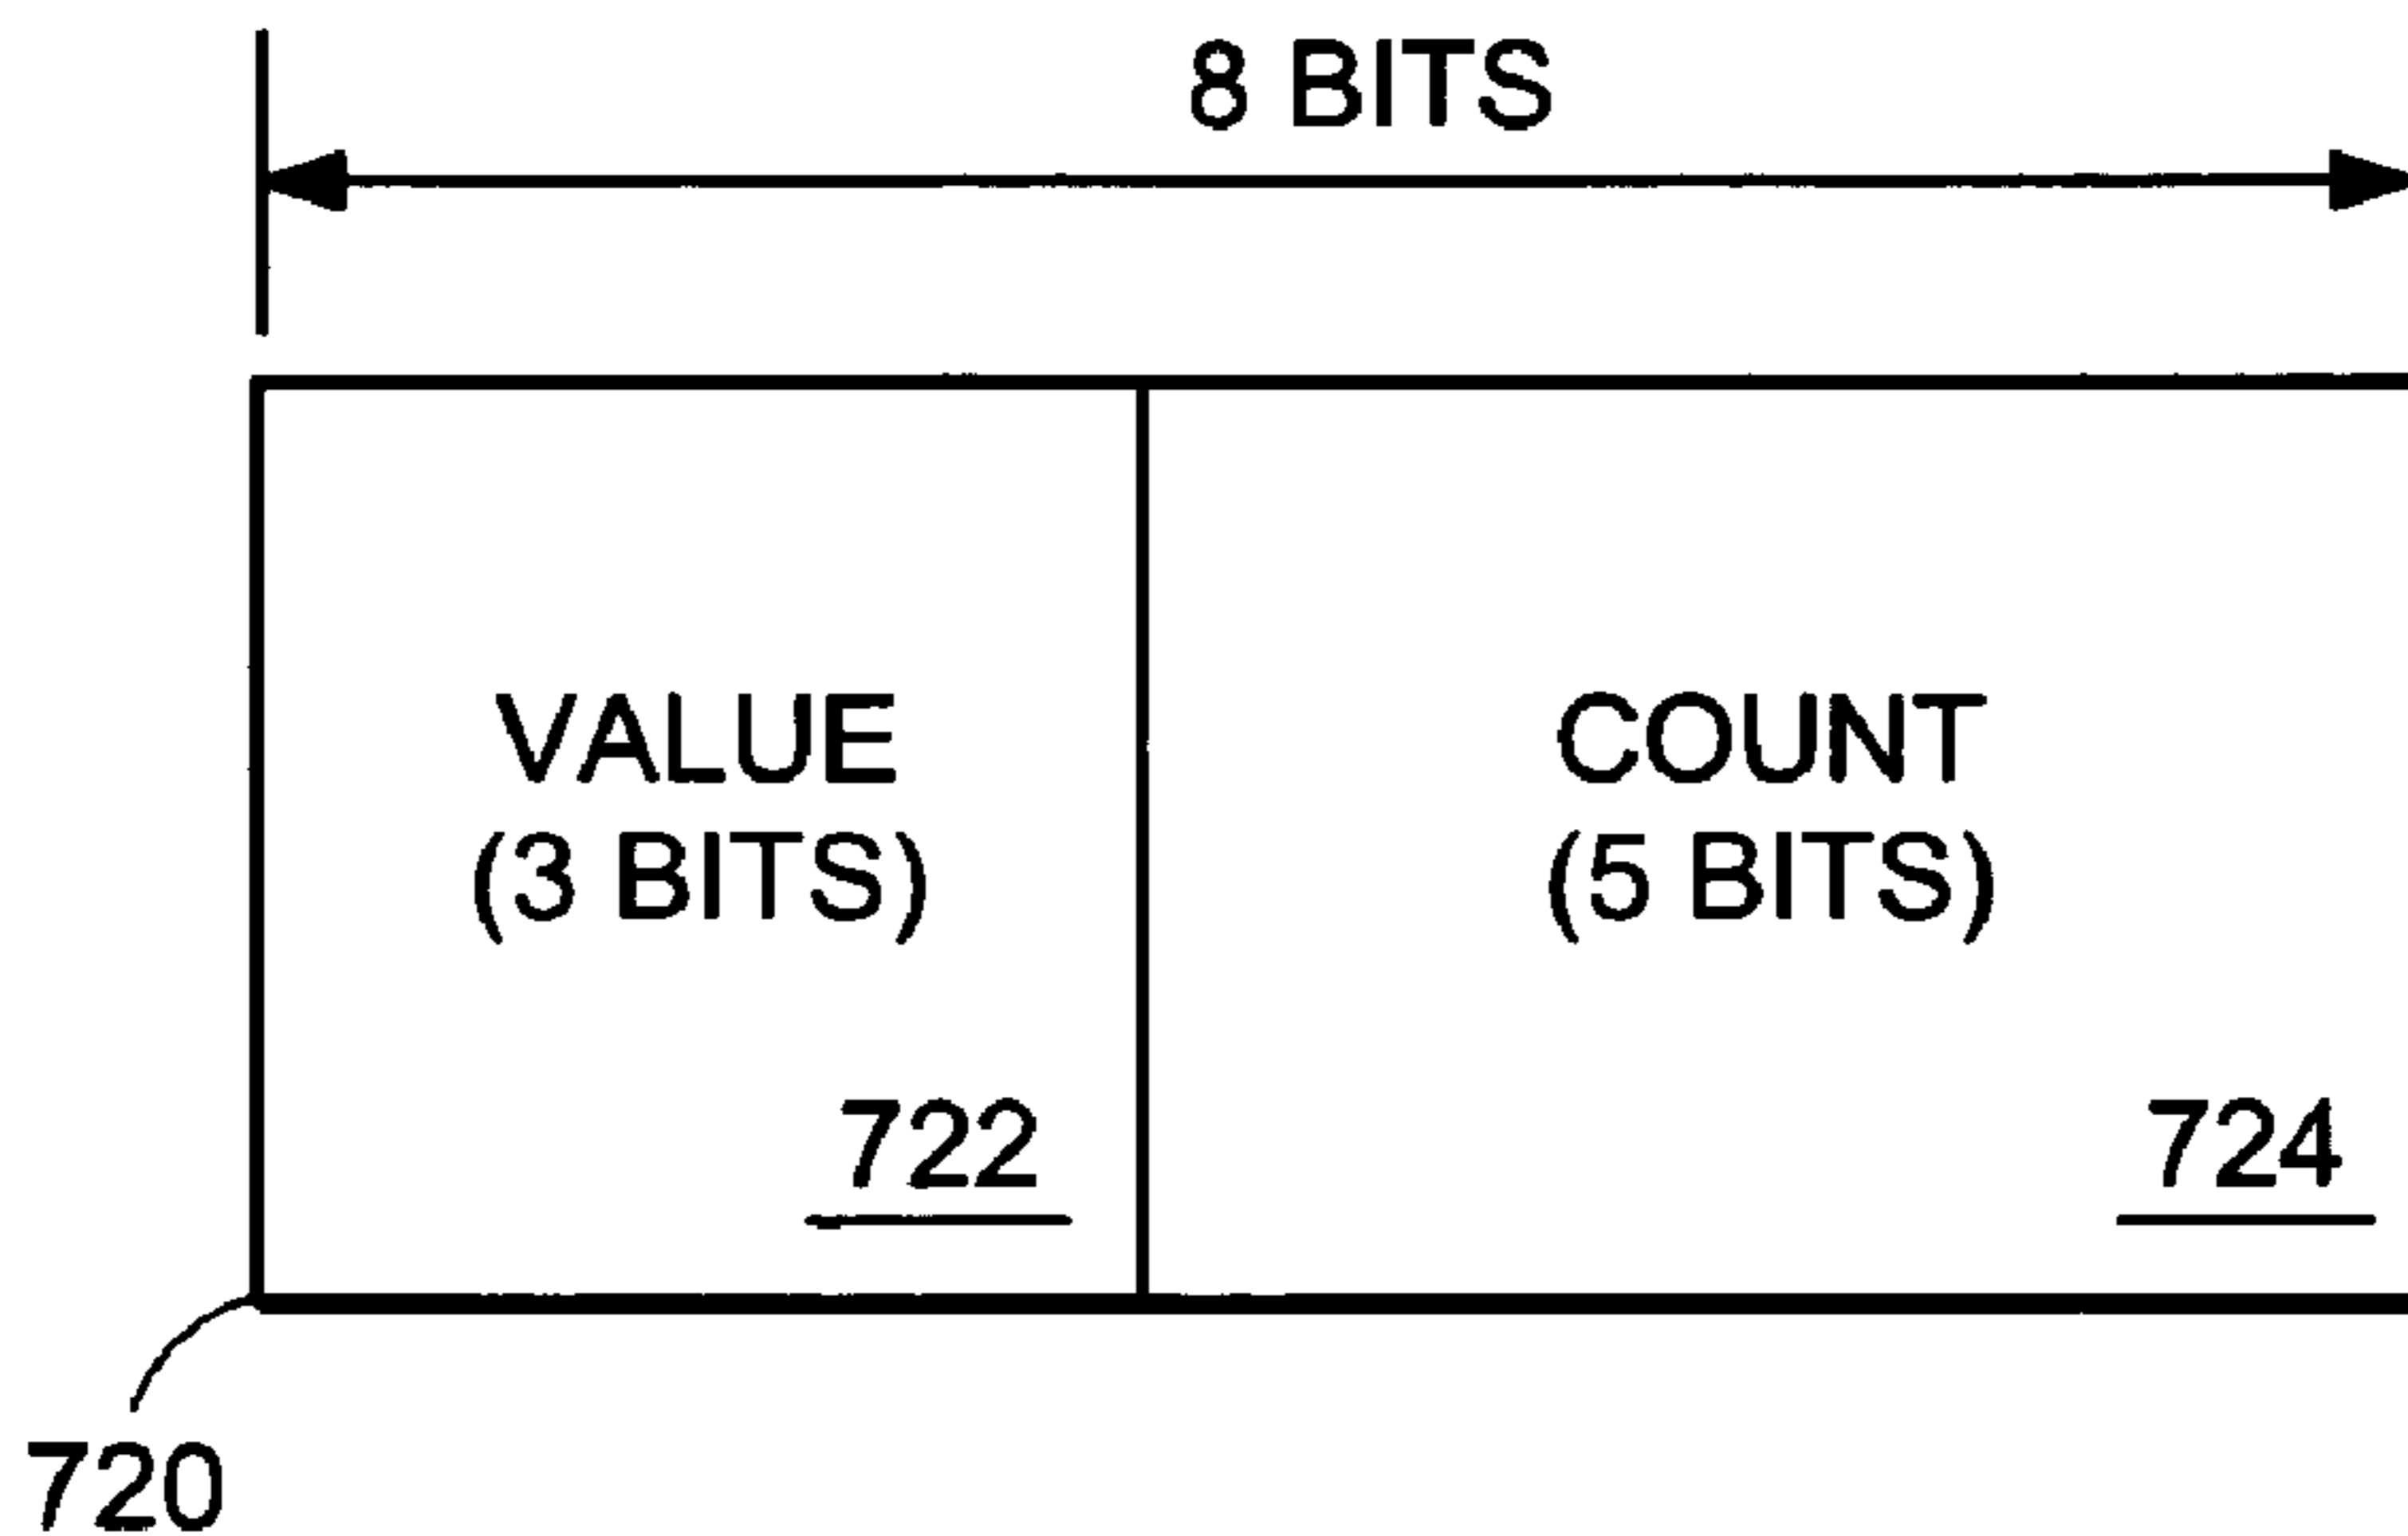 8 BITS
VALUE
(3 BITS)
722
COUNT
(5 BITS)
724
720